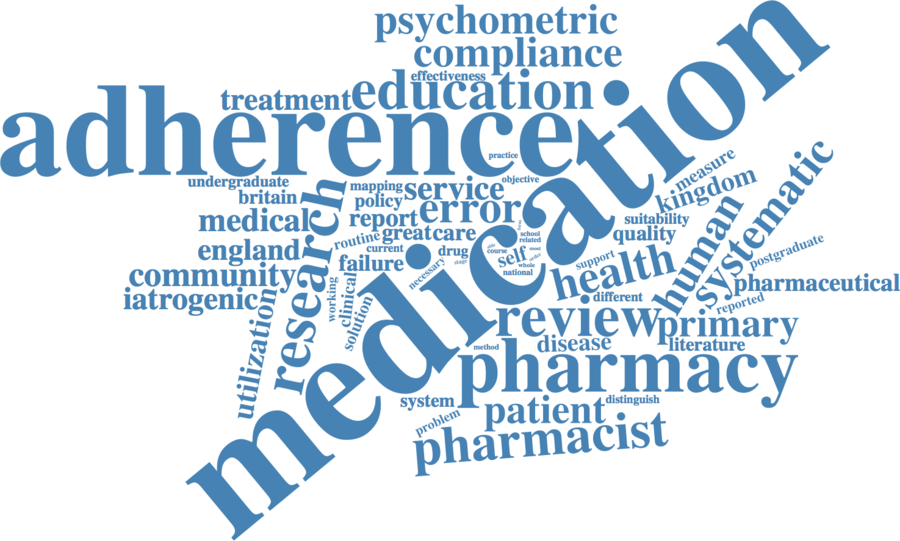 psychometric
compliance
effectiveness
treatment
education
adherence
medication
practice
undergraduate
mapping
service
objective
britain
policy
error
medical
report
research
routine
greatcare
england
current
drug
failure
community
iatrogenic
working
clinical
solution
utilization
necessary
stage
school
related
course
self
whole
national
measure
kingdom
suitability
quality
systematic
human
support
health
different
postgraduate
pharmaceutical
reported
review
primary
method
disease
literature
pharmacy
system
patient
distinguish
problem
pharmacist